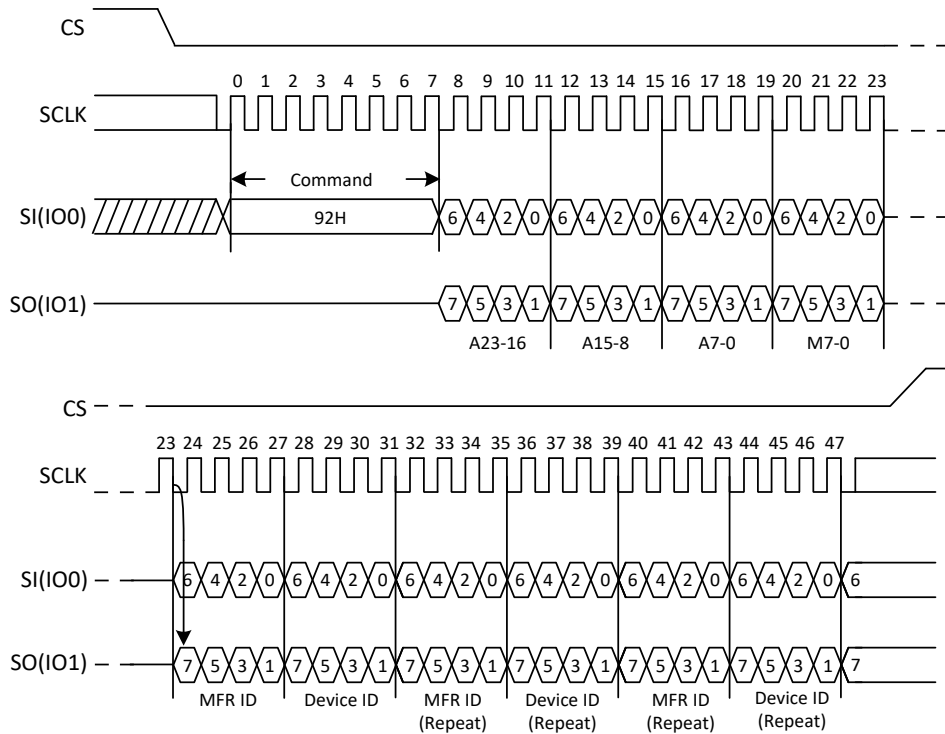 CS
0 1 2 3 4 5 6 7 8 9 10 11 12 13 14 15 16 17 18 19 20 21 22 23
SCLK
Command
SI(IO0) 92H 6 4 2 0 6 4 2 0 6 4 2 0 6 4 2 0
SO(IO1) 7 5 3 1 7 5 3 1 7 5 3 1 7 5 3 1
A23-16 A15-8 A7-0 M7-0
CS
23 24 25 26 27 28 29 30 31 32 33 34 35 36 37 38 39 40 41 42 43 44 45 46 47
SCLK
SI(IO0) 6 4 2 0 6 4 2 0 6 4 2 0 6 4 2 0 6 4 2 0 6 4 2 0 6
SO(IO1) 7 5 3 1 7 5 3 1 7 5 3 1 7 5 3 1 7 5 3 1 7 5 3 1 7
MFR ID Device ID MFR ID Device ID MFR ID Device ID
(Repeat) (Repeat) (Repeat) (Repeat)